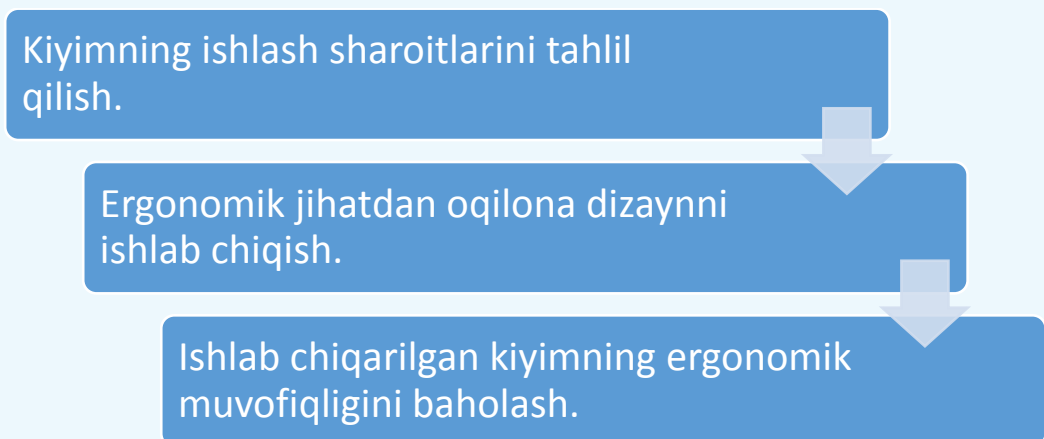 Kiyimning ishlash sharoitlarini tahlil
qilish.
Ergonomik jihatdan oqilona dizaynni
ishlab chiqish.
Ishlab chiqarilgan kiyimning ergonomik
muvofiqligini baholash.